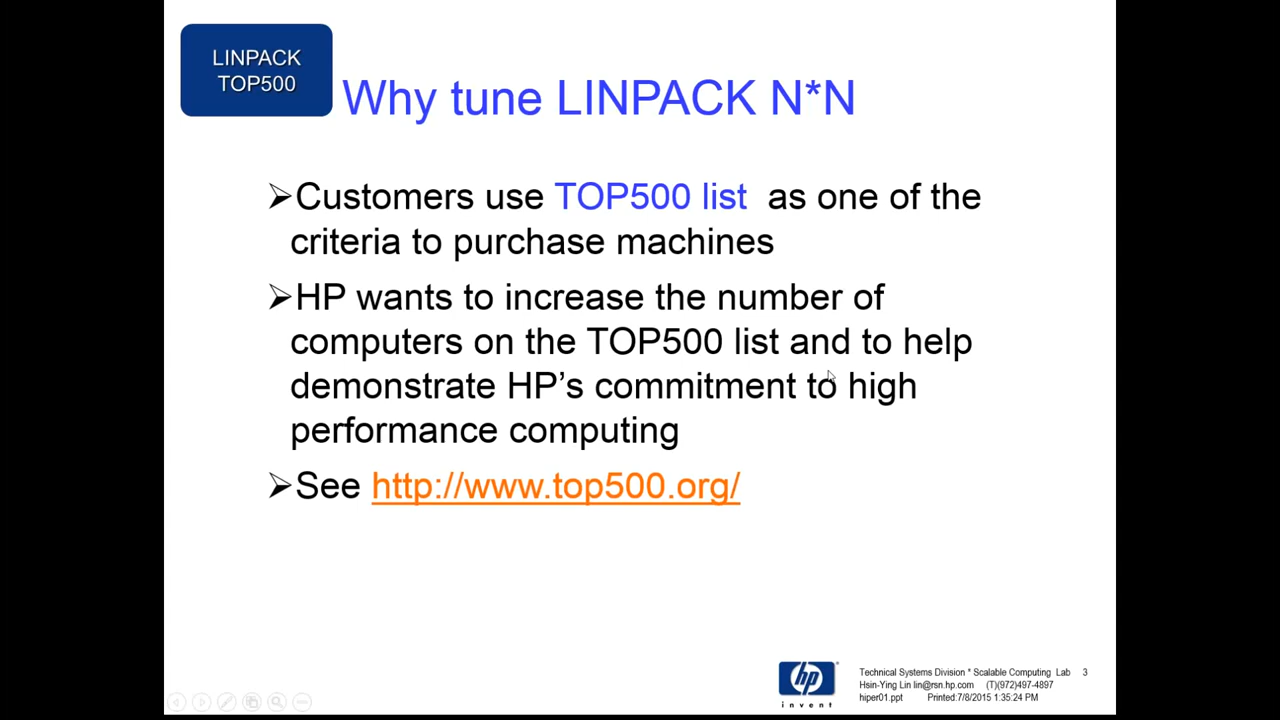 LINPACK
TOP500
Why tune LINPACK N*N
➢Customers use TOP500 list as one of the
criteria to purchase machines
➢HP wants to increase the number of
computers on the TOP500 list and to help
demonstrate HP’s commitment to high
performance computing
➢See http://www.top500.org/
hp
invent
Technical Systems Division * Scalable Computing Lab 3
Hsin-Ying Lin lin@rsn.hp.com (T)(972)497-4897
hiper01.ppt Printed:7/8/2015 1:35:24 PM